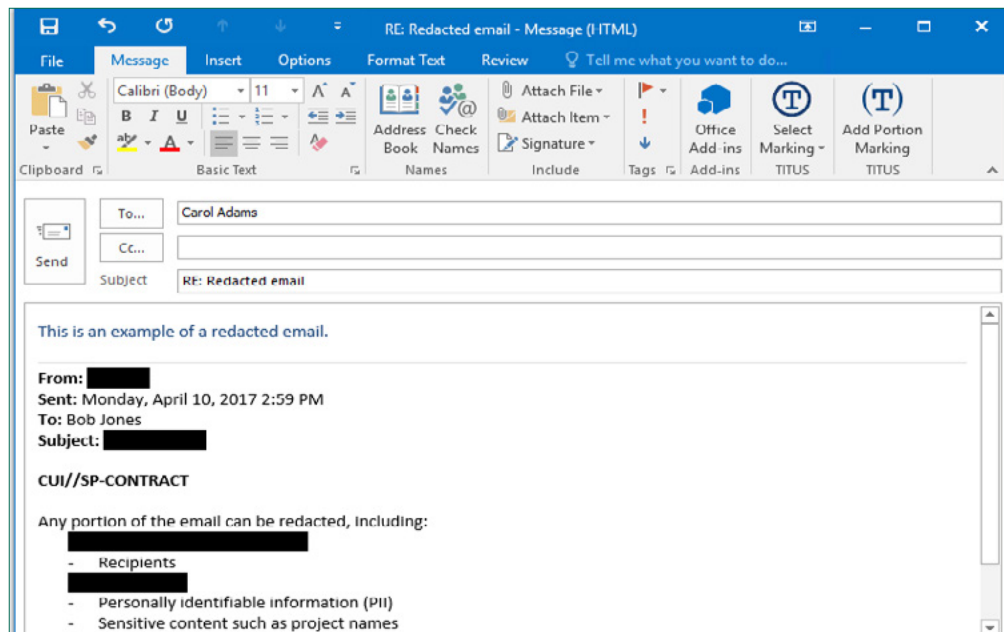 RE: Redacted email - Message (HTML)
File Message Insert Options Format Text Review Tell me what you want to do...
Calibri (Body) 11 A A Attach File
Paste B I U Address Book Check Names Attach Item Office Add-ins Select Marking Add Portion Marking
aby A Signature
Clipboard Basic Text Names Include Tags Add-ins TITUS TITUS
To... Carol Adams
Cc...
Send
Subject RE: Redacted email
This is an example of a redacted email.
From:
Sent: Monday, April 10, 2017 2:59 PM
To: Bob Jones
Subject:
CUI//SP-CONTRACT
Any portion of the email can be redacted, including:
- Recipients
- Personally identifiable information (PII)
- Sensitive content such as project names